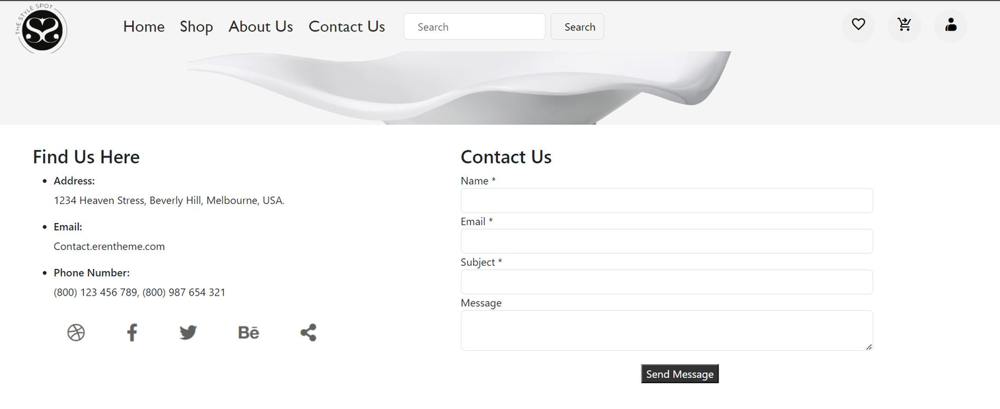 THE STYLE SPOT
Home Shop About Us Contact Us Search Search
Find Us Here
Address:
1234 Heaven Stress, Beverly Hill, Melbourne, USA.
Email:
Contact.erentheme.com
Phone Number:
(800) 123 456 789, (800) 987 654 321
Bē
Contact Us
Name *
Email *
Subject *
Message
Send Message